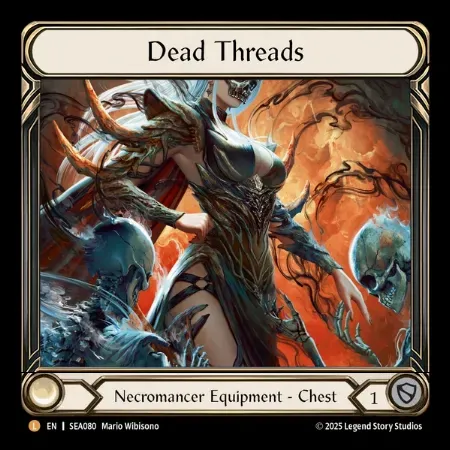 Dead Threads
Necromancer Equipment - Chest
1
L EN | SEA080 Mario Wibisono © 2025 Legend Story Studios